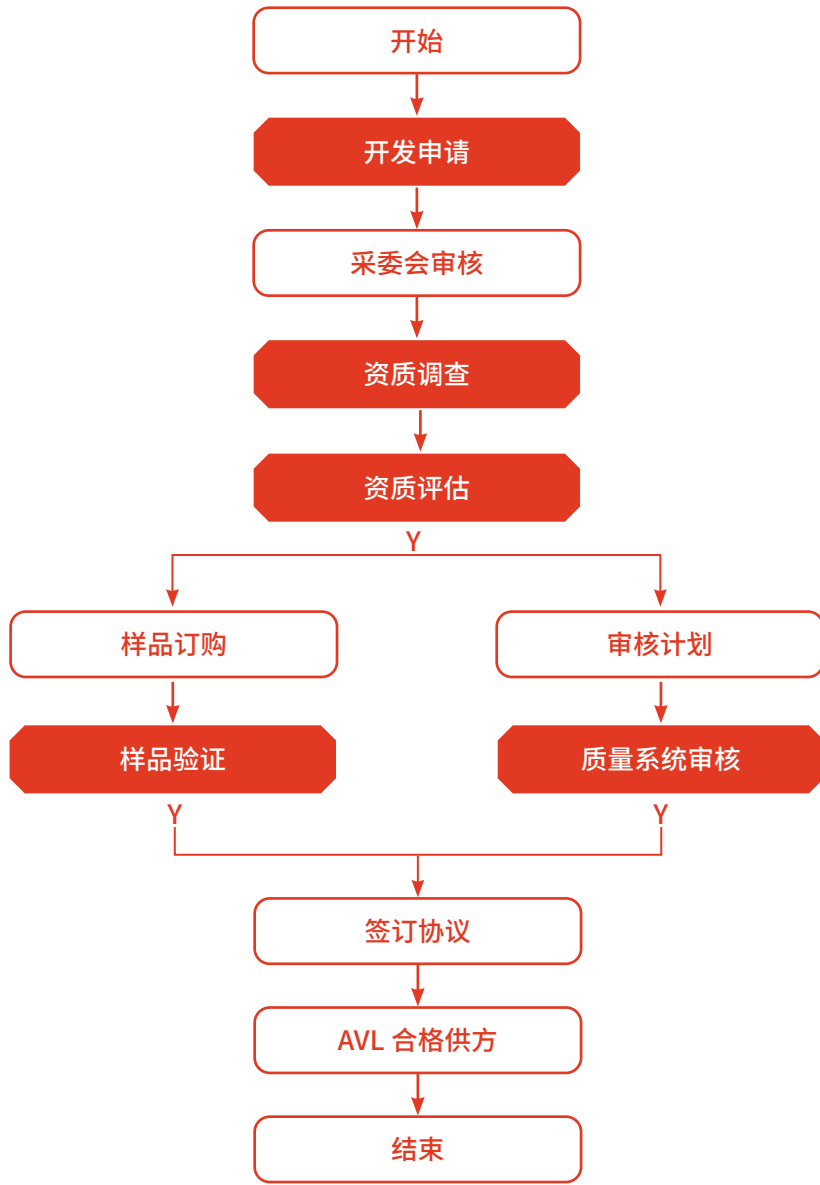 开始
开发申请
采委会审核
资质调查
资质评估
Y
样品订购
审核计划
样品验证
质量系统审核
Y
Y
签订协议
AVL 合格供方
结束